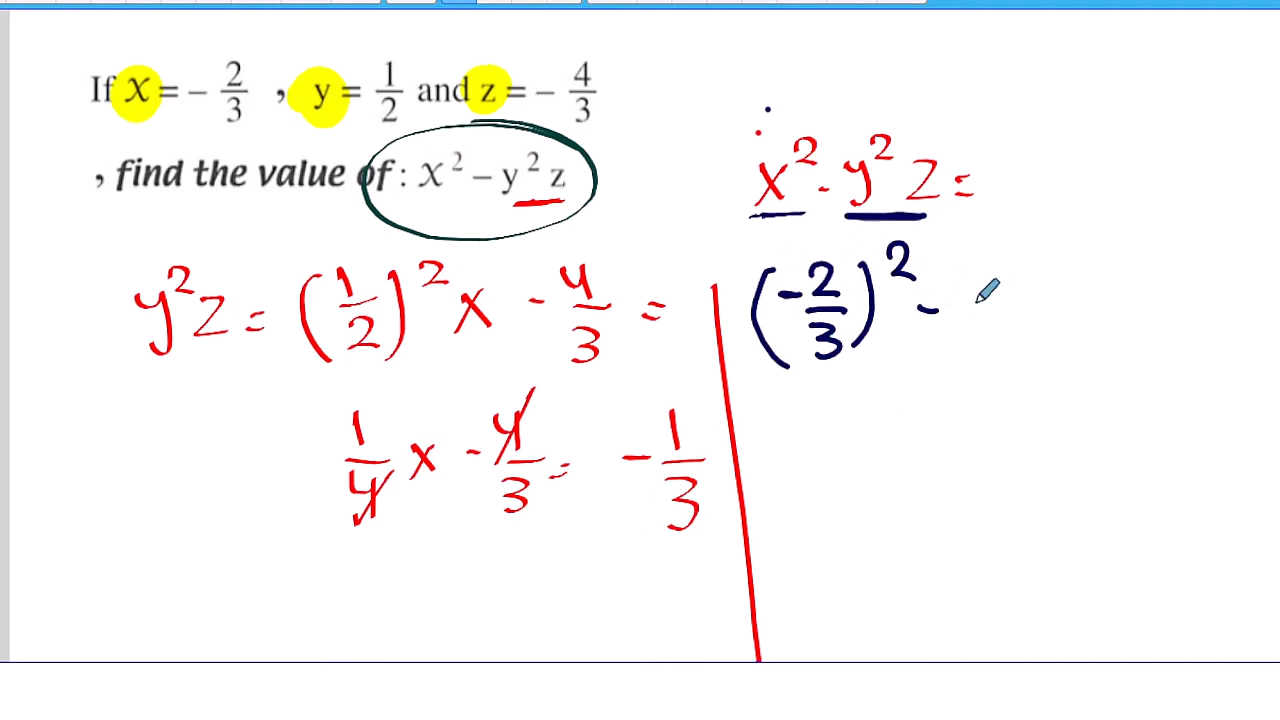 If x = - 2/3 , y = 1/2 and z = - 4/3
, find the value of : x² - y² z
x² - y² z =
y² z = (1/2)² x - 4/3 =
(-2/3)² -
1/4 x - 4/3 = - 1/3